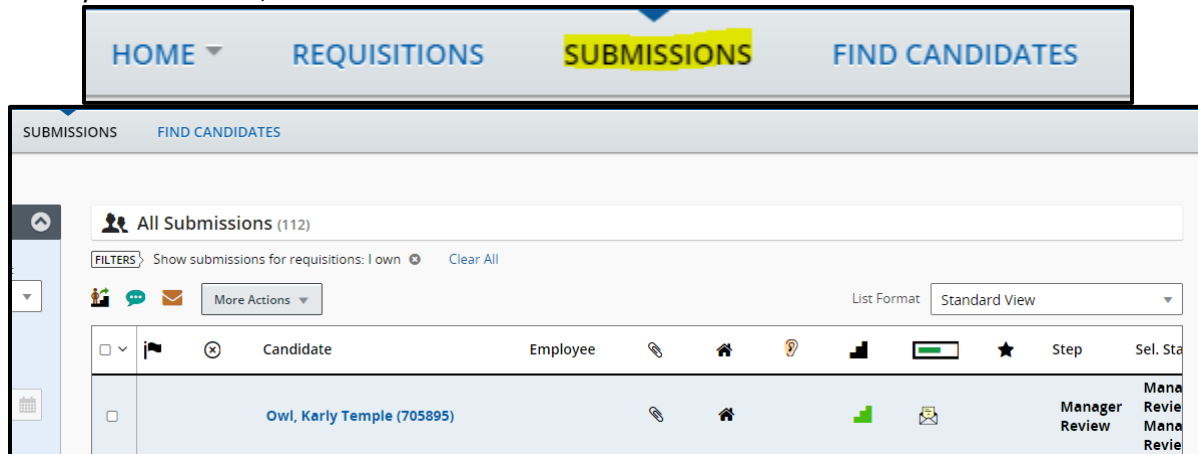 HOME REQUISITIONS SUBMISSIONS FIND CANDIDATES
SUBMISSIONS FIND CANDIDATES
All Submissions (112)
FILTERS Show submissions for requisitions: I own Clear All
More Actions List Format Standard View
Candidate Employee Step Sel. Sta
Owl, Karly Temple (705895) Manager Review Mana Revie Mana Revie